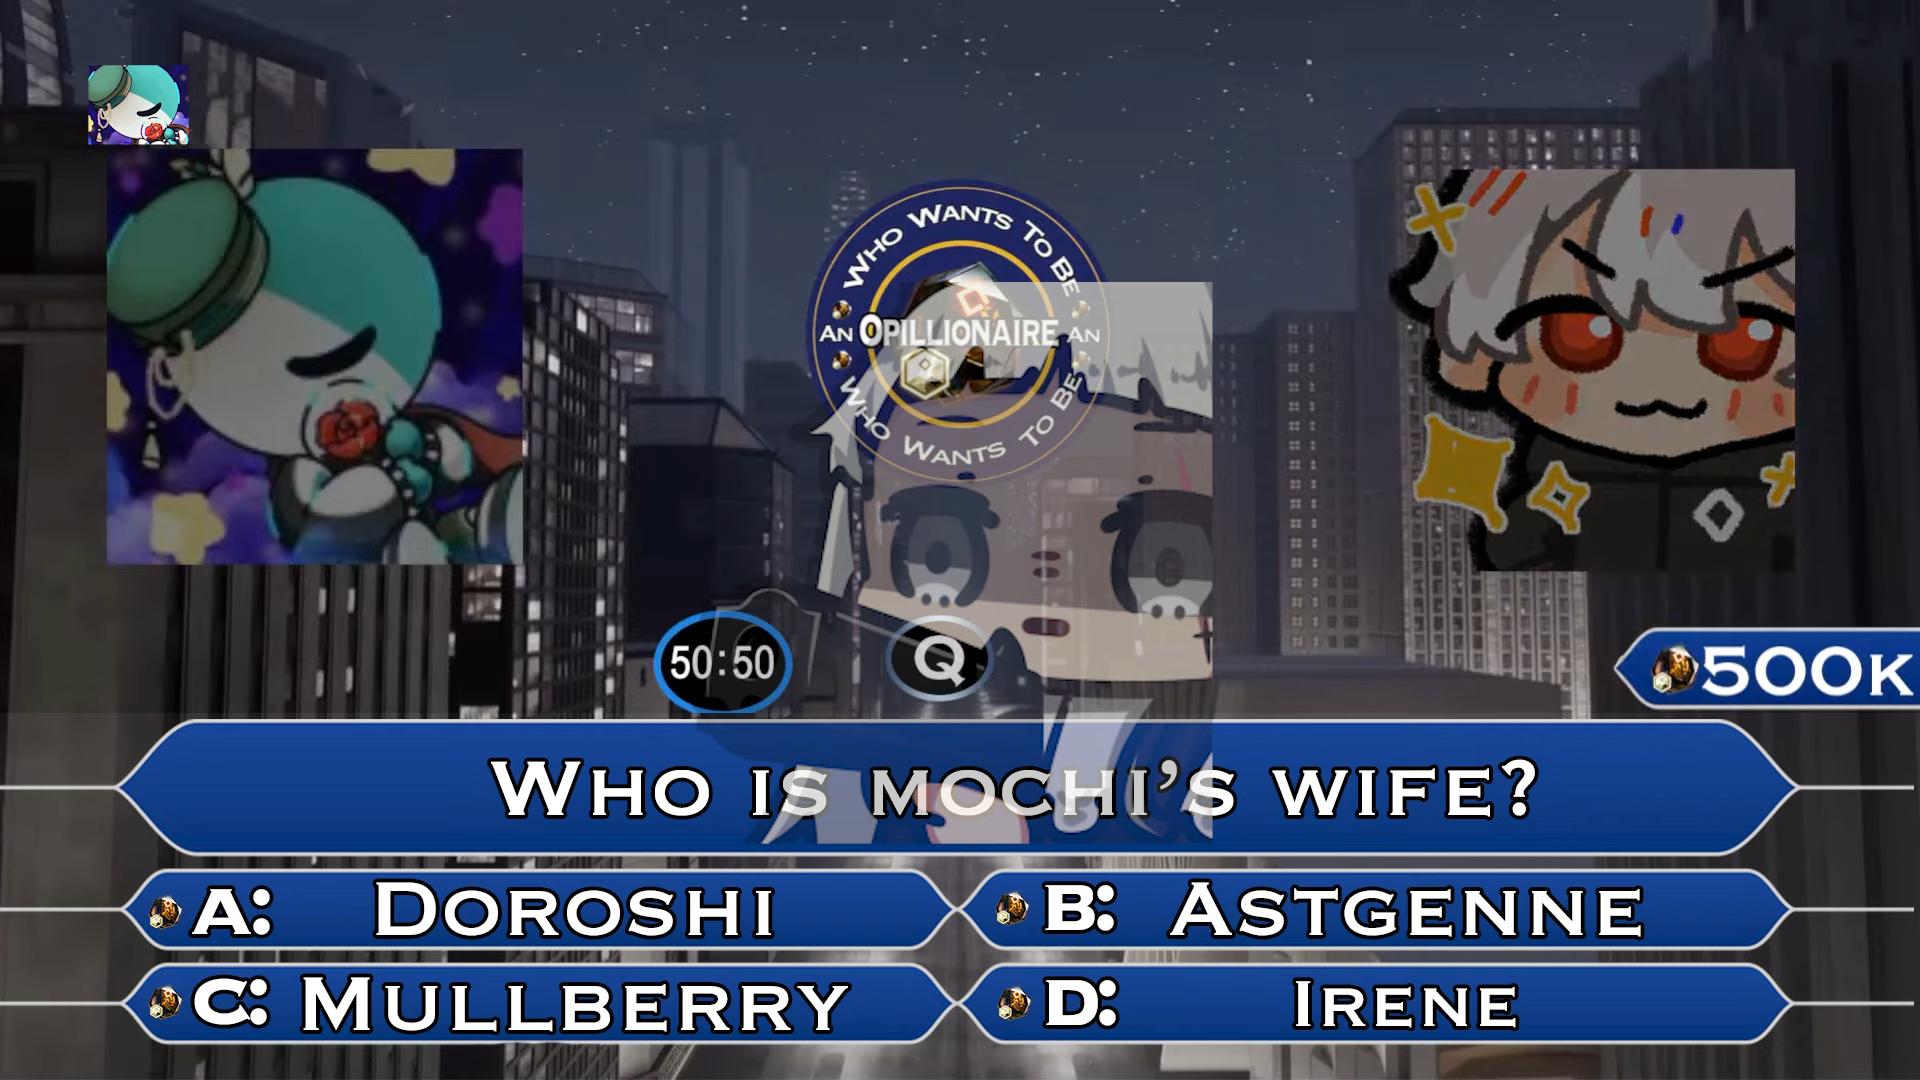 Who Wants To Be
An Opillionaire An
Who Wants To Be
50:50
Q
500k
Who is mochi's wife?
A: Doroshi
B: Astgenne
C: Mullberry
D: Irene